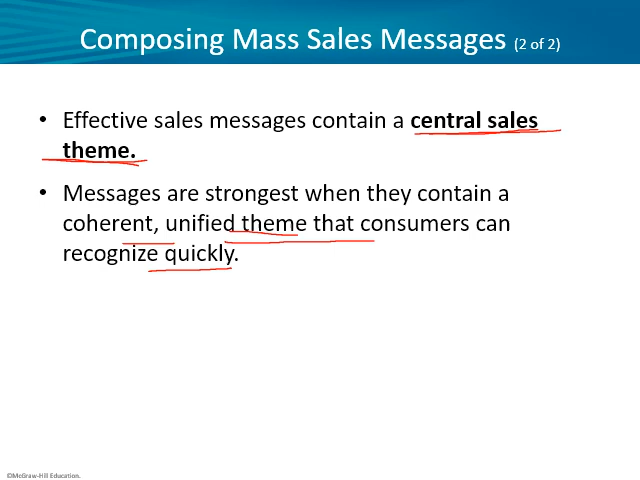 Composing Mass Sales Messages (2 of 2)
• Effective sales messages contain a central sales
theme.
• Messages are strongest when they contain a
coherent, unified theme that consumers can
recognize quickly.
©McGraw-Hill Education.